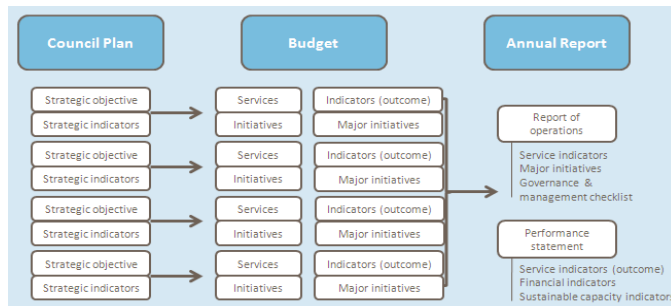 Council Plan
Budget
Annual Report
Strategic objective
Services
Indicators (outcome)
Strategic indicators
Initiatives
Major initiatives
Strategic objective
Services
Indicators (outcome)
Strategic indicators
Initiatives
Major initiatives
Strategic objective
Services
Indicators (outcome)
Strategic indicators
Initiatives
Major initiatives
Strategic objective
Services
Indicators (outcome)
Strategic indicators
Initiatives
Major initiatives
Report of
operations
Service indicators
Major initiatives
Governance &
management checklist
Performance
statement
Service indicators (outcome)
Financial indicators
Sustainable capacity indicator